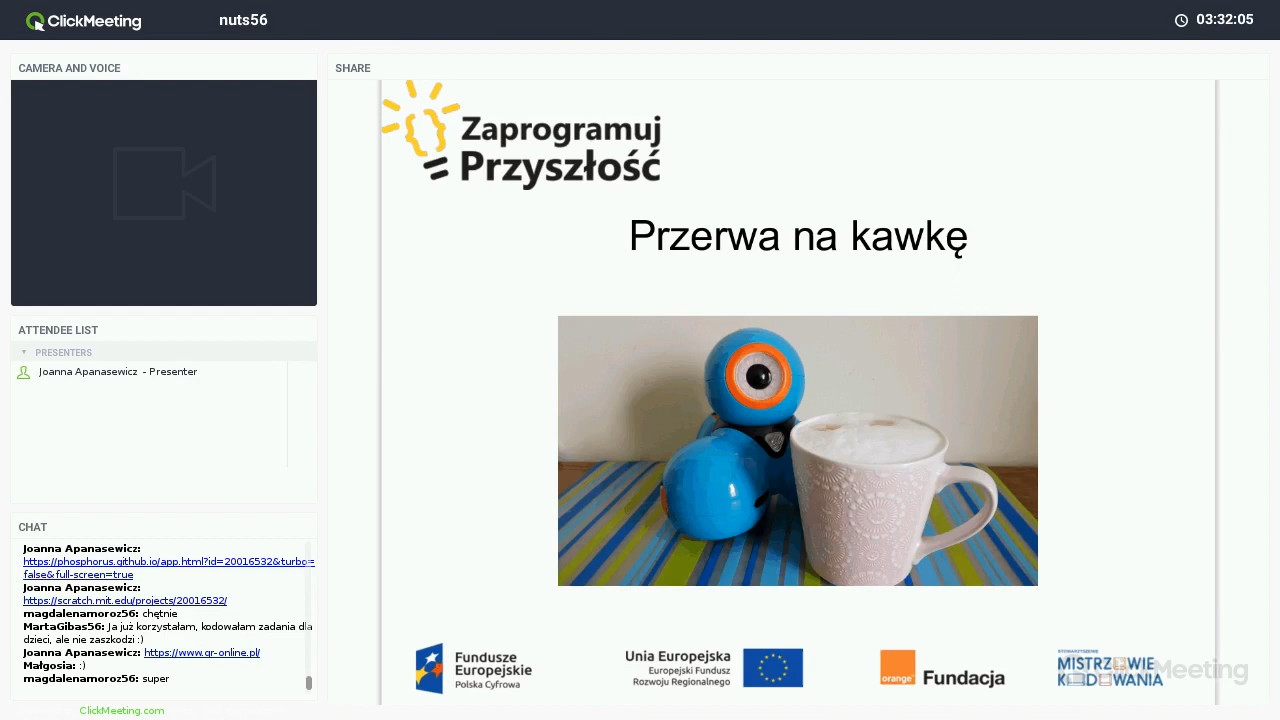 ClickMeeting
nuts56
03:32:05
CAMERA AND VOICE
SHARE
Zaprogramuj
Przyszłość
Przerwa na kawkę
ATTENDEE LIST
PRESENTERS
Joanna Apanasewicz - Presenter
CHAT
Joanna Apanasewicz:
https://phosphorus.github.io/app.html?id=20016532&turbo=
false&full-screen=true
Joanna Apanasewicz:
https://scratch.mit.edu/projects/20016532/
magdalenamoroz56: chętnie
MartaGibas56: Ja już korzystałam, kodowałam zadania dla
dzieci, ale nie zaszkodzi :)
Joanna Apanasewicz: https://www.qr-online.pl/
Małgosia: :)
magdalenamoroz56: super
Fundusze
Europejskie
Polska Cyfrowa
Unia Europejska
Europejski Fundusz
Rozwoju Regionalnego
orange
Fundacja
STOWARZYSZENIE
MISTRZOWIE
KODOWANIA
ClickMeeting.com